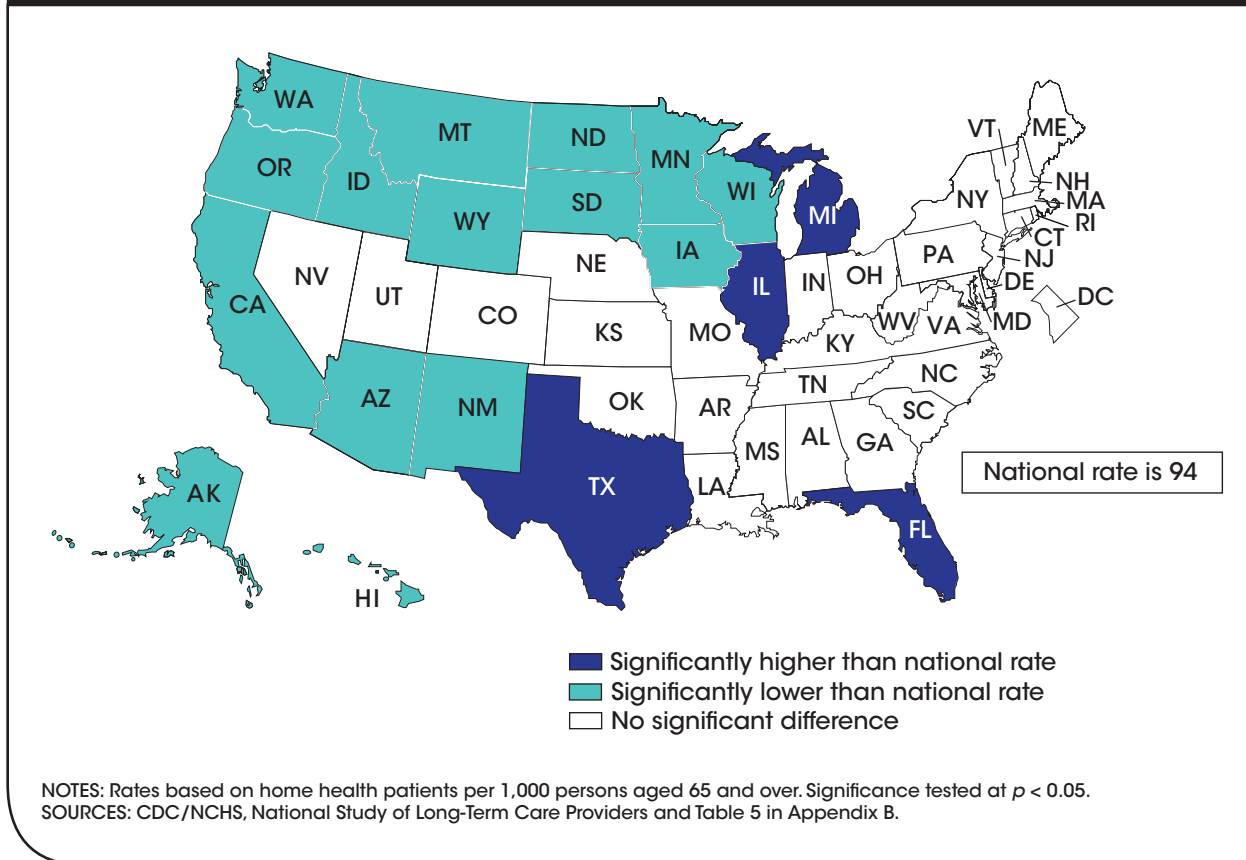 WA
MT
ND
MN
VT
ME
OR
ID
WI
NH
SD
MI
NY
MA
WY
RI
IA
CT
NE
PA
NJ
NV
IL
IN
OH
DE
UT
DC
CA
CO
WV
VA
MD
KS
MO
KY
NC
TN
AZ
OK
NM
AR
SC
MS
AL
GA
National rate is 94
LA
TX
AK
FL
HI
Significantly higher than national rate
Significantly lower than national rate
No significant difference
NOTES: Rates based on home health patients per 1,000 persons aged 65 and over. Significance tested at p < 0.05.
SOURCES: CDC/NCHS, National Study of Long-Term Care Providers and Table 5 in Appendix B.